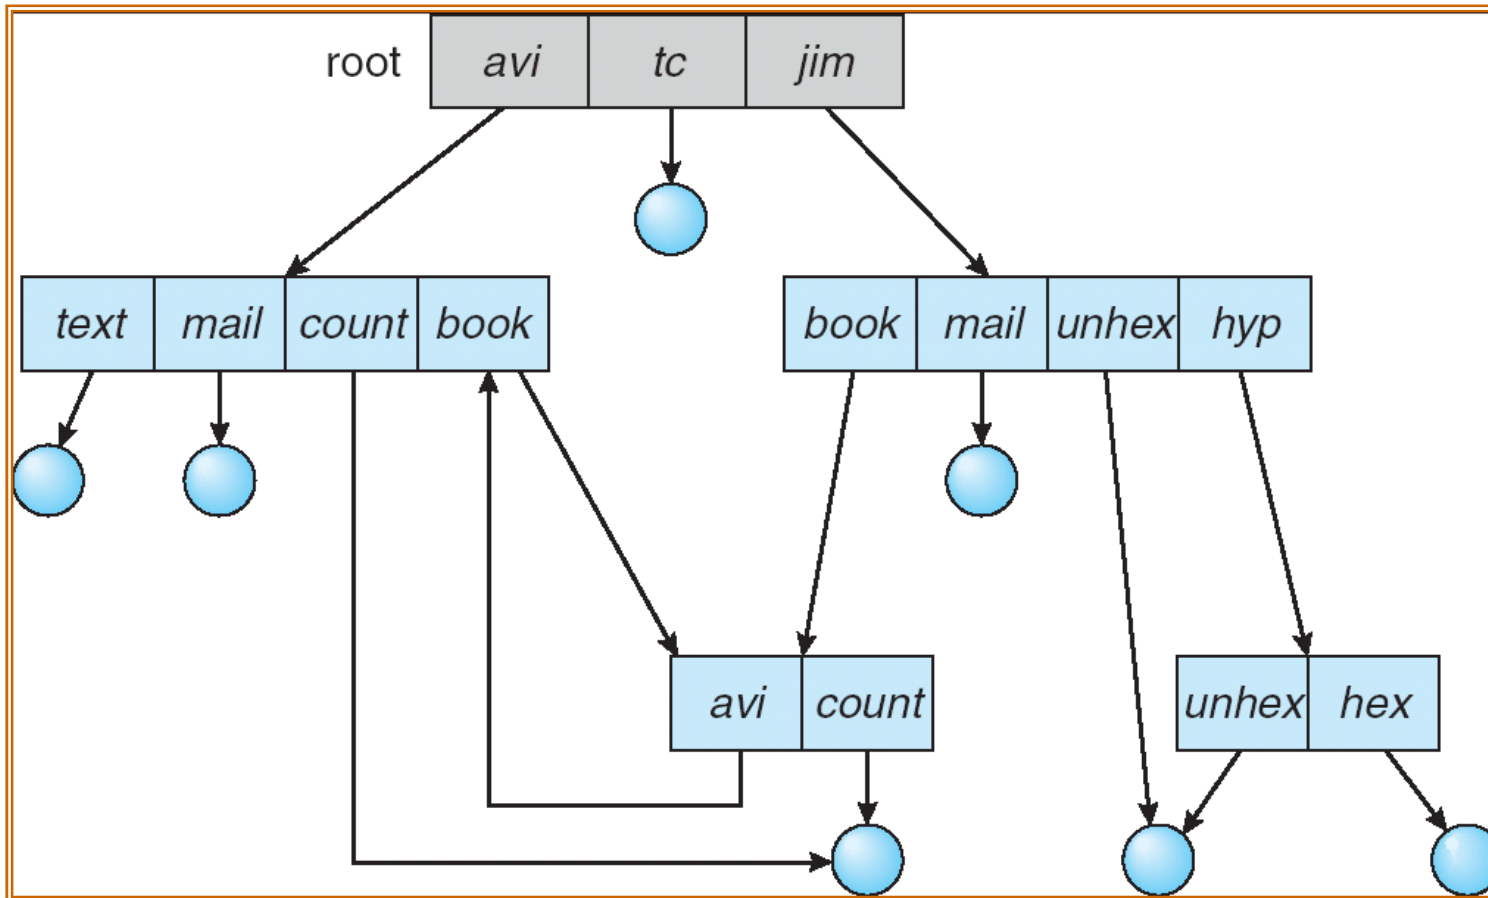 root avi tc jim
text mail count book
book mail unhex hyp
avi count
unhex hex